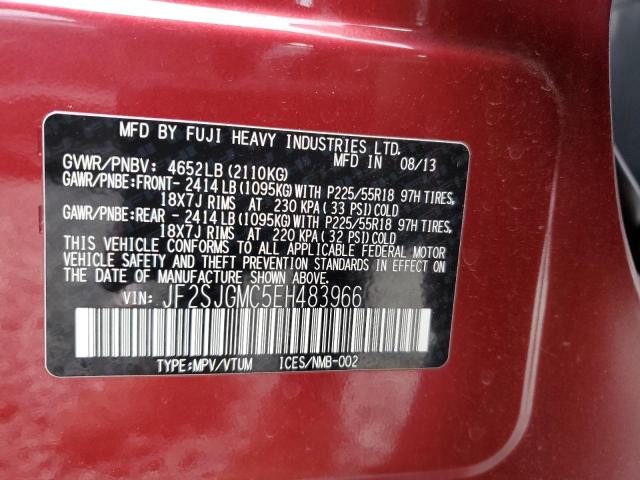 MFD BY FUJI HEAVY INDUSTRIES LTD.
MFD IN 08/13
GVWR/PNBV: 4652LB(2110KG)
GAWR/PNBE:FRONT- 2414LB(1095KG)WITH P225/55R18 97H TIRES,
18X7J RIMS AT 230 KPA(33 PSI)COLD
GAWR/PNBE:REAR - 2414LB(1095KG)WITH P225/55R18 97H TIRES,
18X7J RIMS AT 220 KPA(32 PSI)COLD
THIS VEHICLE CONFORMS TO ALL APPLICABLE FEDERAL MOTOR
VEHICLE SAFETY AND THEFT PREVENTION STANDARDS IN EFFECT ON
THE DATE OF MANUFACTURE SHOWN ABOVE.
VIN: JF2SJGMC5EH483966
TYPE:MPV/VTUM ICES/NMB-002